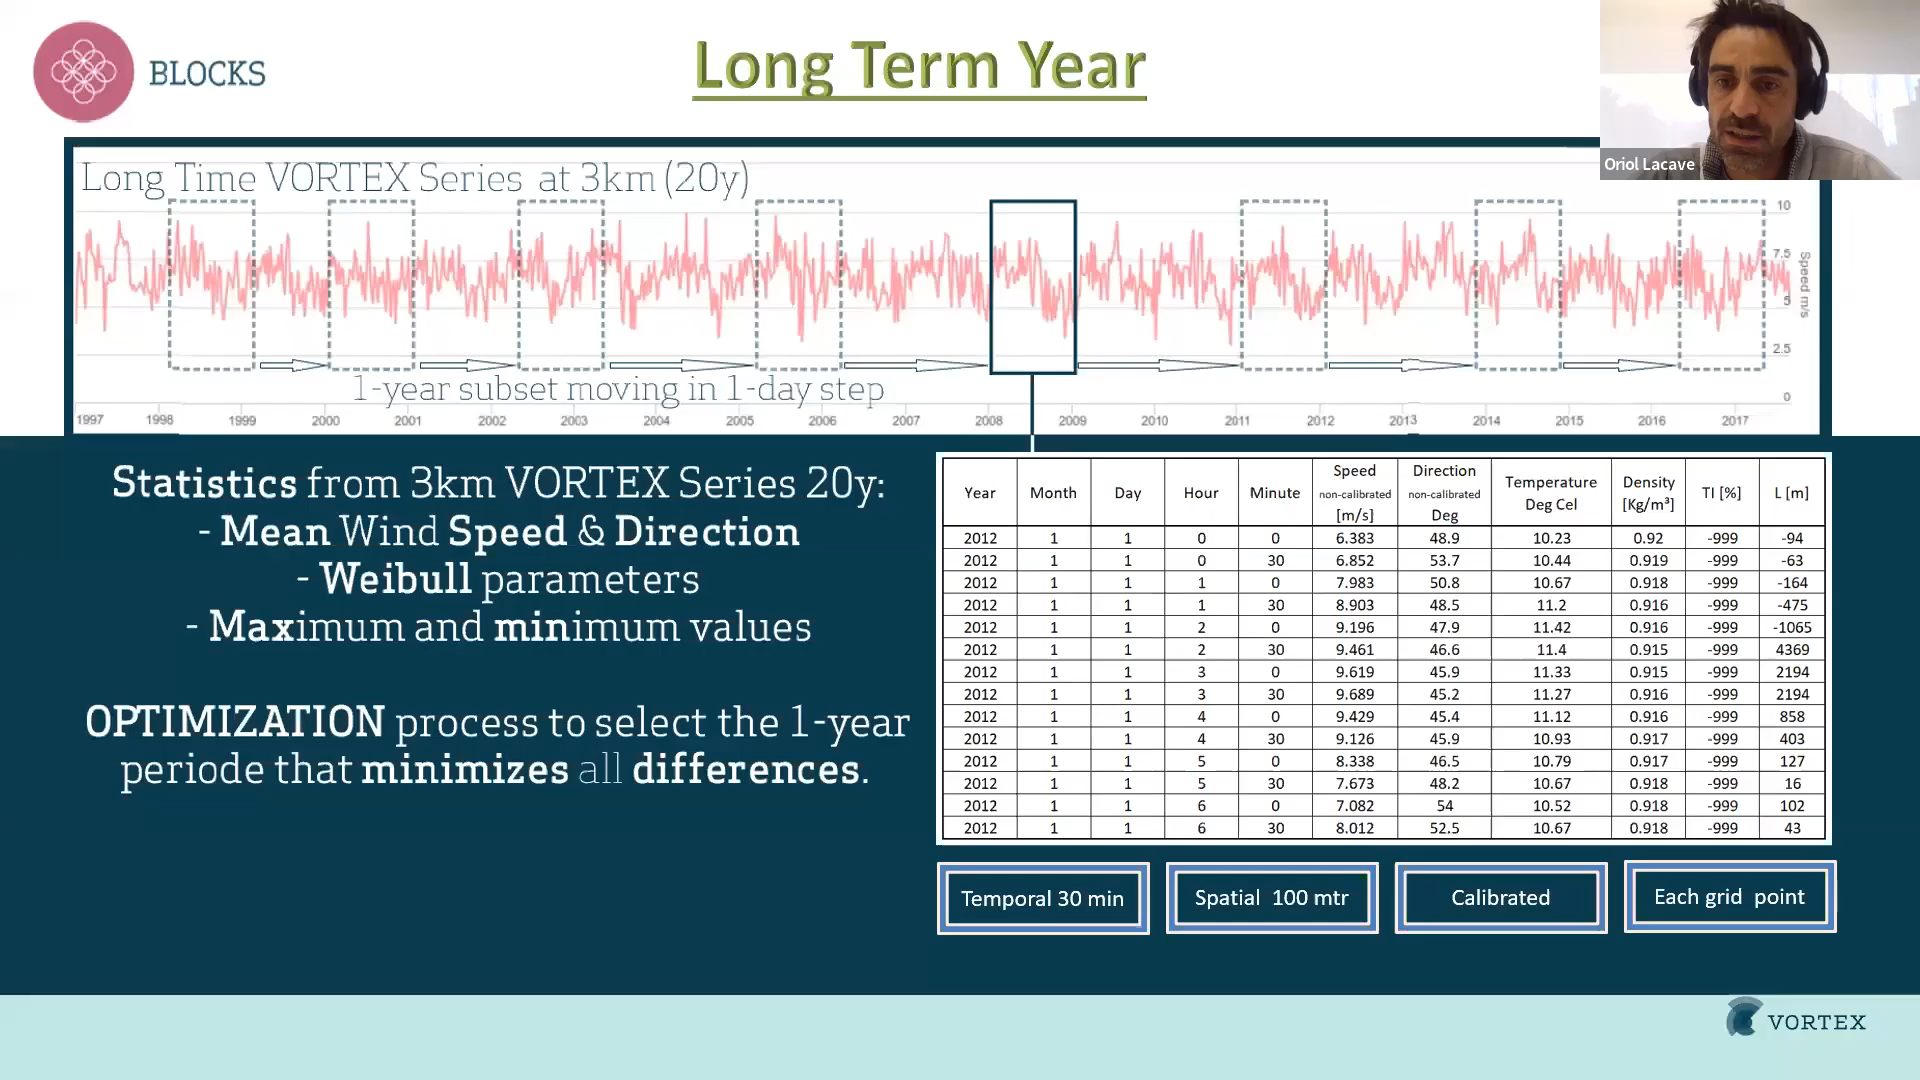 BLOCKS
Long Term Year
Oriol Lacave
Long Time VORTEX Series at 3km (20y)
10
7.5
5
2.5
0
Speed m/s
1-year subset moving in 1-day step
1997 1998 1999 2000 2001 2002 2003 2004 2005 2006 2007 2008 2009 2010 2011 2012 2013 2014 2015 2016 2017
Statistics from 3km VORTEX Series 20y:
- Mean Wind Speed & Direction
- Weibull parameters
- Maximum and minimum values
OPTIMIZATION process to select the 1-year
periode that minimizes all differences.
Year Month Day Hour Minute Speed non-calibrated [m/s] Direction non-calibrated Deg Temperature Deg Cel Density [Kg/m³] TI [%] L [m]
2012 1 1 0 0 6.383 48.9 10.23 0.92 -999 -94
2012 1 1 0 30 6.852 53.7 10.44 0.919 -999 -63
2012 1 1 1 0 7.983 50.8 10.67 0.918 -999 -164
2012 1 1 1 30 8.903 48.5 11.2 0.916 -999 -475
2012 1 1 2 0 9.196 47.9 11.42 0.916 -999 -1065
2012 1 1 2 30 9.461 46.6 11.4 0.915 -999 4369
2012 1 1 3 0 9.619 45.9 11.33 0.915 -999 2194
2012 1 1 3 30 9.689 45.2 11.27 0.916 -999 2194
2012 1 1 4 0 9.429 45.4 11.12 0.916 -999 858
2012 1 1 4 30 9.126 45.9 10.93 0.917 -999 403
2012 1 1 5 0 8.338 46.5 10.79 0.917 -999 127
2012 1 1 5 30 7.673 48.2 10.67 0.918 -999 16
2012 1 1 6 0 7.082 54 10.52 0.918 -999 102
2012 1 1 6 30 8.012 52.5 10.67 0.918 -999 43
Temporal 30 min
Spatial 100 mtr
Calibrated
Each grid point
VORTEX